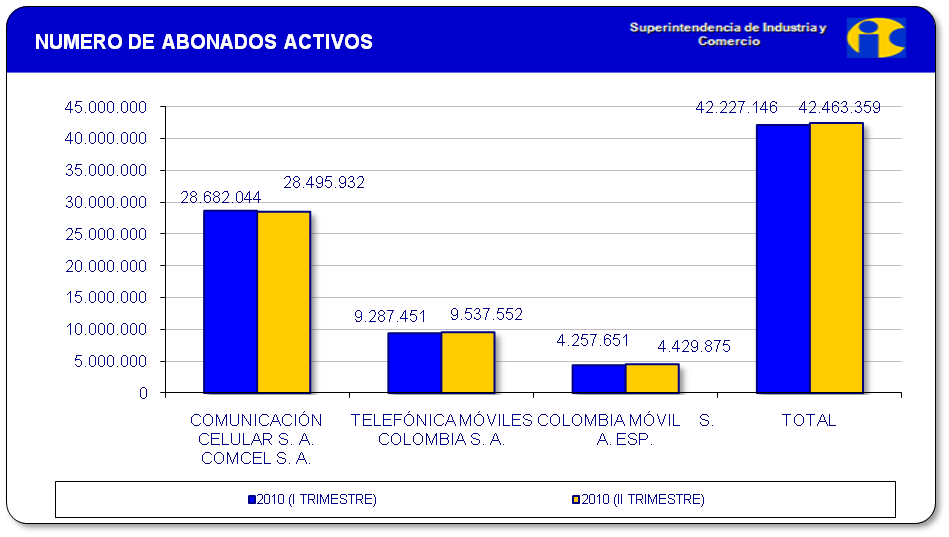 NUMERO DE ABONADOS ACTIVOS
Superintendencia de Industria y
Comercio
45.000.000
40.000.000
35.000.000
30.000.000
25.000.000
20.000.000
15.000.000
10.000.000
5.000.000
0
28.682.044
28.495.932
9.287.451
9.537.552
4.257.651
4.429.875
42.227.146
42.463.359
COMUNICACIÓN
CELULAR S. A.
COMCEL S. A.
TELEFÓNICA MÓVILES
COLOMBIA S. A.
COLOMBIA MÓVIL S.
A. ESP.
TOTAL
2010 (I TRIMESTRE)
2010 (II TRIMESTRE)